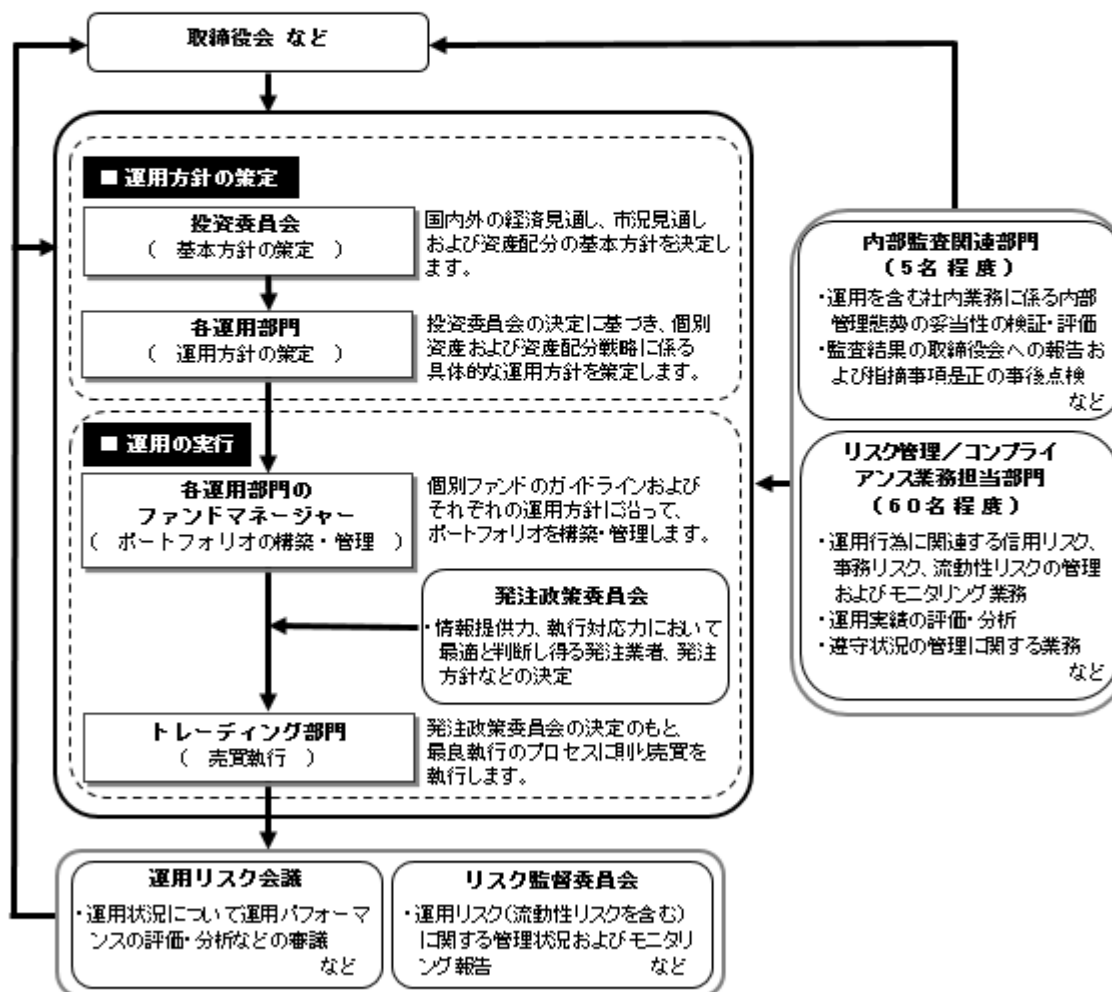 取締役会 など
■ 運用方針の策定
投資委員会
( 基本方針の策定 )
国内外の経済見通し、市況見通し
および資産配分の基本方針を決定し
ます。
各運用部門
( 運用方針の策定 )
投資委員会の決定に基づき、個別
資産および資産配分戦略に係る
具体的な運用方針を策定します。
■ 運用の実行
各運用部門の
ファンドマネージャー
( ポートフォリオの構築・管理 )
個別ファンドのガイドラインおよび
それぞれの運用方針に沿って、
ポートフォリオを構築・管理します。
発注政策委員会
・情報提供力、執行対応力において
最適と判断し得る発注業者、発注
方針などの決定
トレーディング部門
( 売買執行 )
発注政策委員会の決定のもと、
最良執行のプロセスに則り売買を
執行します。
内部監査関連部門
(5名程度)
・運用を含む社内業務に係る内部
管理態勢の妥当性の検証・評価
・監査結果の取締役会への報告お
よび指摘事項是正の事後点検
など
リスク管理/コンプライ
アンス業務担当部門
(60名程度)
・運用行為に関連する信用リスク、
事務リスク、流動性リスクの管理
およびモニタリング業務
・運用実績の評価・分析
・遵守状況の管理に関する業務
など
運用リスク会議
・運用状況について運用パフォーマ
ンスの評価・分析などの審議
など
リスク監督委員会
・運用リスク(流動性リスクを含む)
に関する管理状況およびモニタリ
ング報告 など